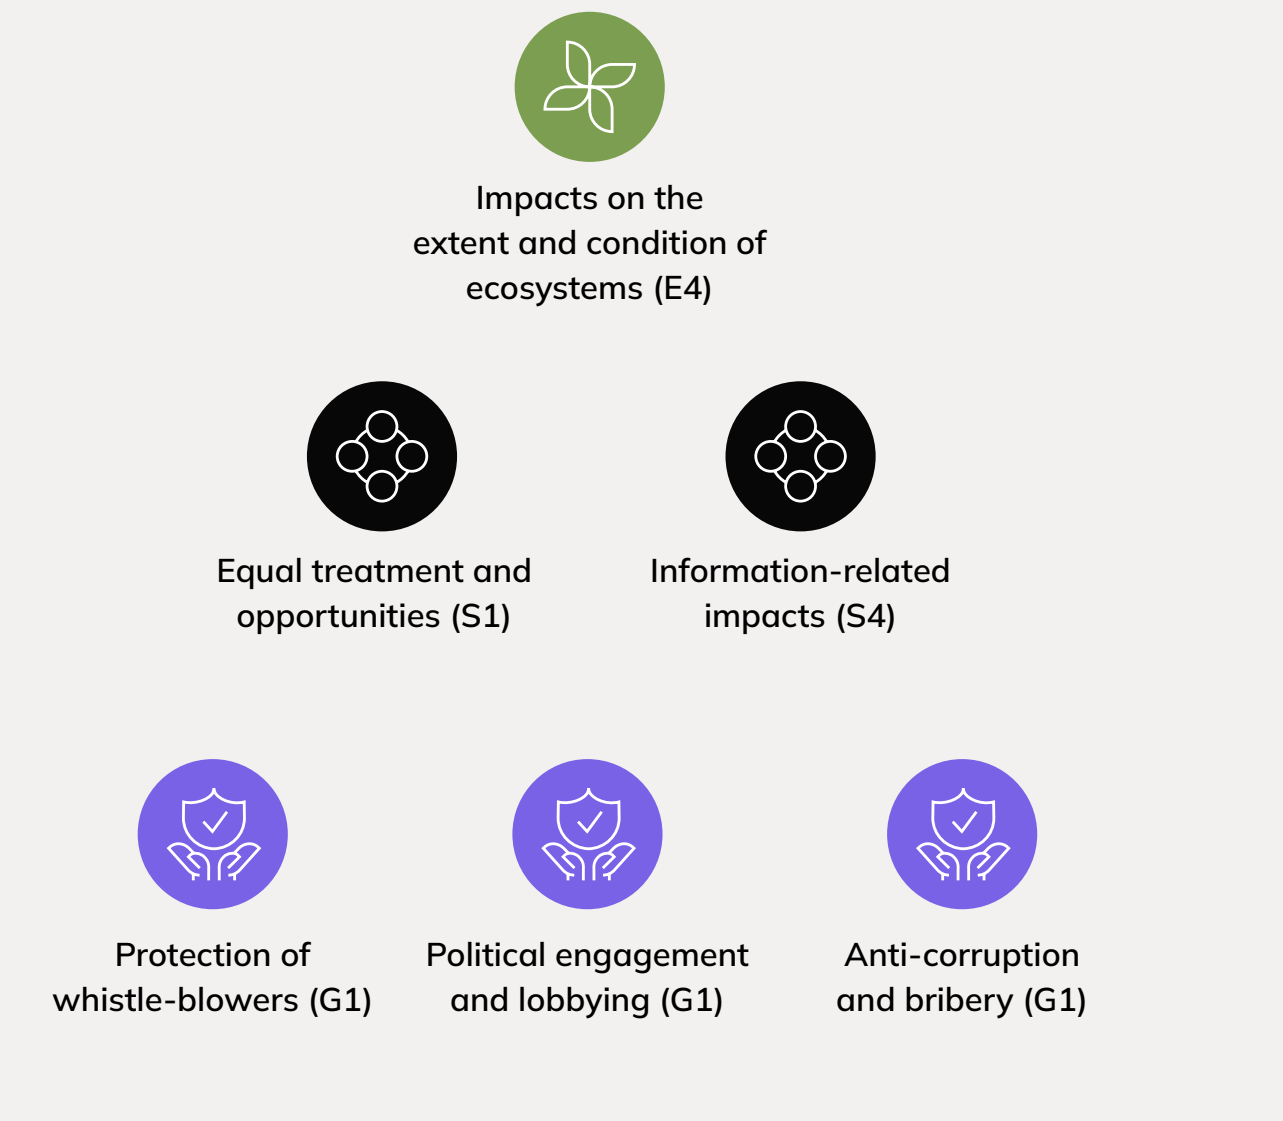 Impacts on the
extent and condition of
ecosystems (E4)
Equal treatment and
opportunities (S1)
Information-related
impacts (S4)
Protection of
whistle-blowers (G1)
Political engagement
and lobbying (G1)
Anti-corruption
and bribery (G1)